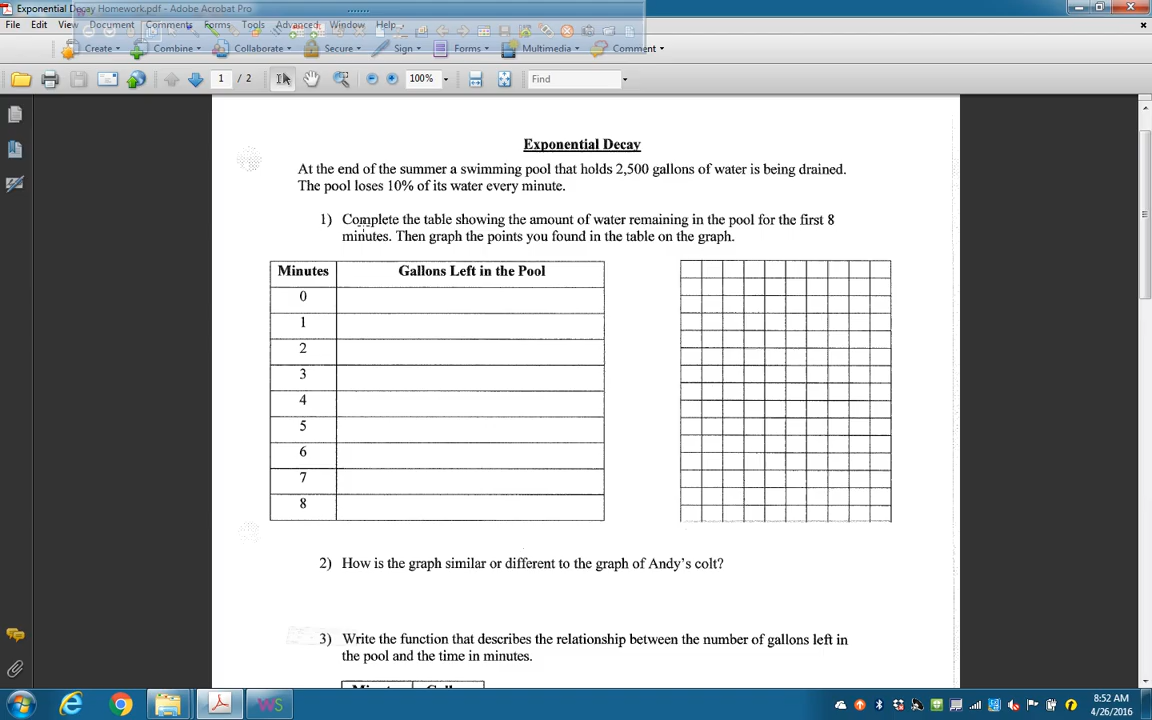 Exponential Decay Homework.pdf - Adobe Acrobat Pro
File Edit View Document Comments Forms Tools Advanced Window Help
Create Combine Collaborate Secure Sign Forms Multimedia Comment
1 / 2 100% Find
Exponential Decay
At the end of the summer a swimming pool that holds 2,500 gallons of water is being drained.
The pool loses 10% of its water every minute.
1) Complete the table showing the amount of water remaining in the pool for the first 8
minutes. Then graph the points you found in the table on the graph.
Minutes Gallons Left in the Pool
0
1
2
3
4
5
6
7
8
2) How is the graph similar or different to the graph of Andy's colt?
3) Write the function that describes the relationship between the number of gallons left in
the pool and the time in minutes.
WS
8:52 AM
4/26/2016